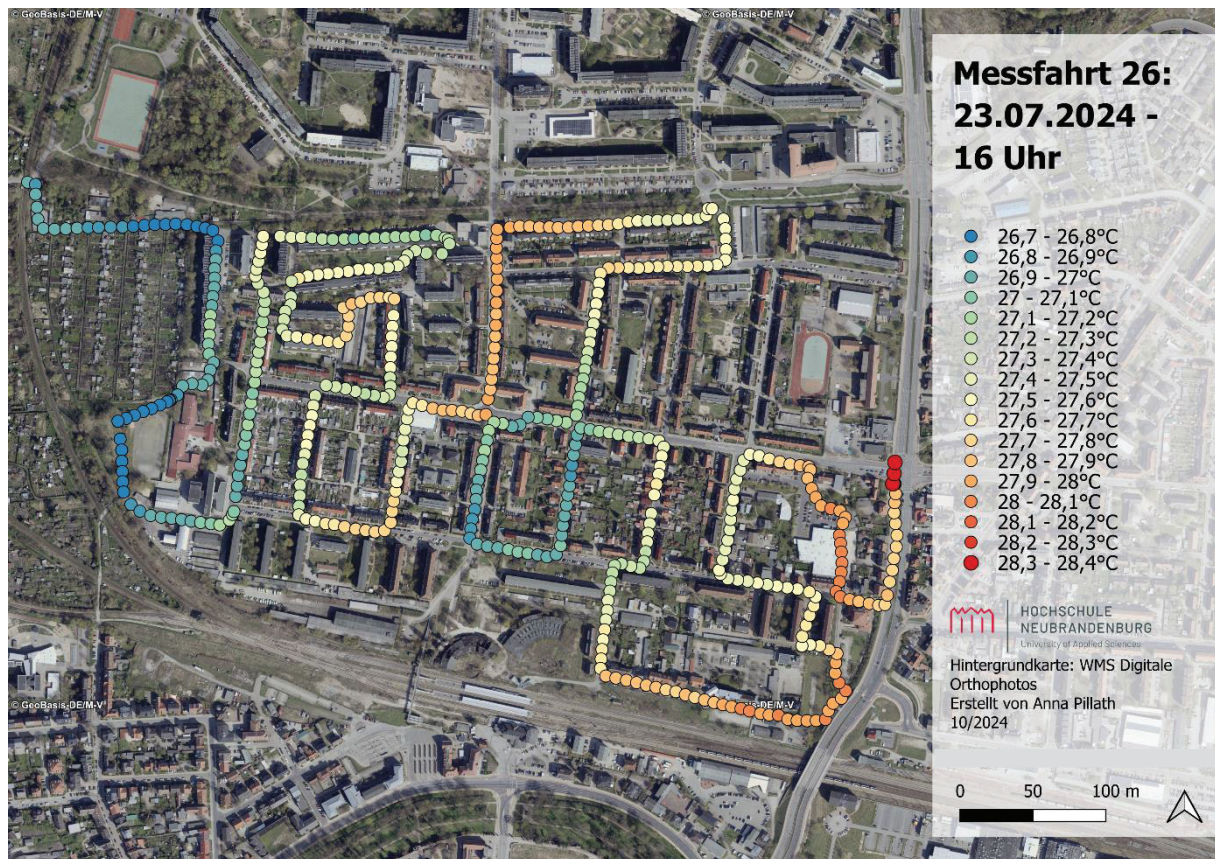 © GeoBasis-DE/M-V
© GeoBasis-DE/M-V
Messfahrt 26:
23.07.2024 -
16 Uhr
26,7 - 26,8°C
26,8 - 26,9°C
26,9 - 27°C
27 - 27,1°C
27,1 - 27,2°C
27,2 - 27,3°C
27,3 - 27,4°C
27,4 - 27,5°C
27,5 - 27,6°C
27,6 - 27,7°C
27,7 - 27,8°C
27,8 - 27,9°C
27,9 - 28°C
28 - 28,1°C
28,1 - 28,2°C
28,2 - 28,3°C
28,3 - 28,4°C
HOCHSCHULE
NEUBRANDENBURG
University of Applied Sciences
Hintergrundkarte: WMS Digitale
Orthophotos
Erstellt von Anna Pillath
10/2024
© GeoBasis-DE/M-V
GeoBasis-DE/M-V
0 50 100 m